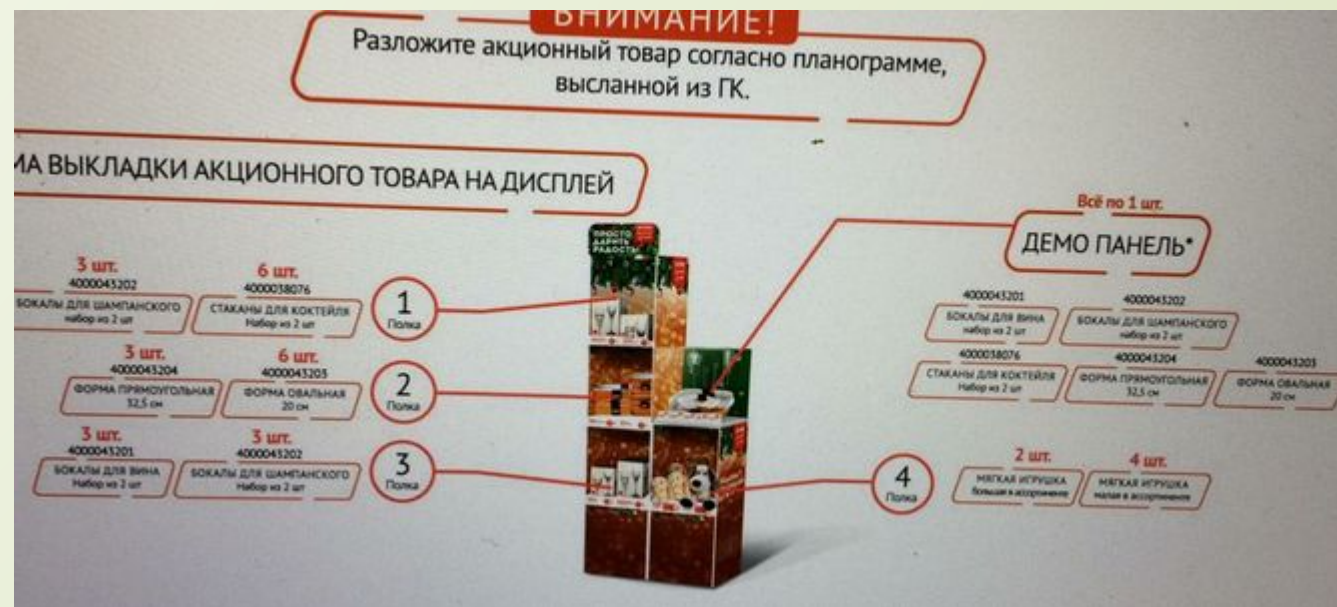 ВНИМАНИЕ!
Разложите акционный товар согласно планограмме,
высланной из ГК.
МА ВЫКЛАДКИ АКЦИОННОГО ТОВАРА НА ДИСПЛЕЙ
3 шт.
4000043202
БОКАЛЫ ДЛЯ ШАМПАНСКОГО
набор из 2 шт
6 шт.
4000038076
СТАКАНЫ ДЛЯ КОКТЕЙЛЯ
Набор из 2 шт
1
Полка
3 шт.
4000043204
ФОРМА ПРЯМОУГОЛЬНАЯ
32,5 см
6 шт.
4000043203
ФОРМА ОВАЛЬНАЯ
20 см
2
Полка
3 шт.
4000043201
БОКАЛЫ ДЛЯ ВИНА
Набор из 2 шт
3 шт.
4000043202
БОКАЛЫ ДЛЯ ШАМПАНСКОГО
Набор из 2 шт
3
Полка
ПРОСТО
ДАРИТЬ
РАДОСТЬ
Всё по 1 шт.
ДЕМО ПАНЕЛЬ*
4000043201
БОКАЛЫ ДЛЯ ВИНА
набор из 2 шт
4000043202
БОКАЛЫ ДЛЯ ШАМПАНСКОГО
набор из 2 шт
4000038076
СТАКАНЫ ДЛЯ КОКТЕЙЛЯ
Набор из 2 шт
4000043204
ФОРМА ПРЯМОУГОЛЬНАЯ
32,5 см
4000043203
ФОРМА ОВАЛЬНАЯ
20 см
4
Полка
2 шт.
МЯГКАЯ ИГРУШКА
большая в ассортименте
4 шт.
МЯГКАЯ ИГРУШКА
малая в ассортименте